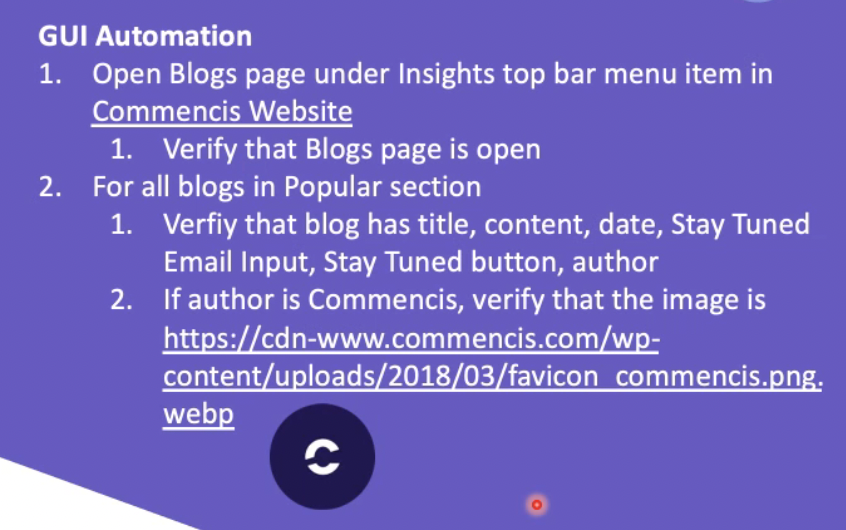 GUI Automation
1. Open Blogs page under Insights top bar menu item in
Commencis Website
1. Verify that Blogs page is open
2. For all blogs in Popular section
1. Verfiy that blog has title, content, date, Stay Tuned
Email Input, Stay Tuned button, author
2. If author is Commencis, verify that the image is
https://cdn-www.commencis.com/wp-
content/uploads/2018/03/favicon_commencis.png.
webp